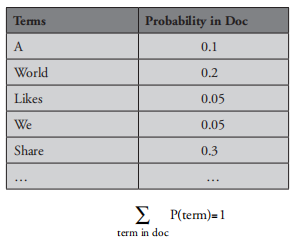 Terms Probability in Doc
A 0.1
World 0.2
Likes 0.05
We 0.05
Share 0.3
... ...
∑ P(term)=1
term in doc